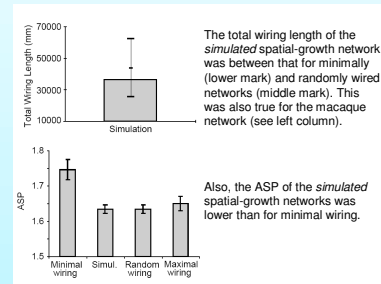 70000
50000
30000
10000
Total Wiring Length (mm)
Simulation
The total wiring length of the
simulated spatial-growth network
was between that for minimally
(lower mark) and randomly wired
networks (middle mark). This
was also true for the macaque
network (see left column).
1.8
1.7
1.6
1.5
ASP
Minimal wiring
Simul.
Random wiring
Maximal wiring
Also, the ASP of the simulated
spatial-growth networks was
lower than for minimal wiring.